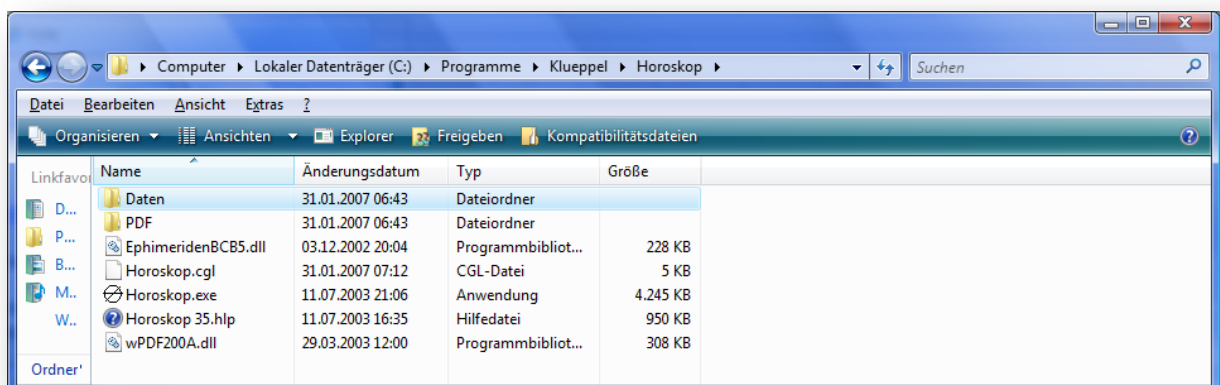 Computer Lokaler Datenträger (C:) Programme Klueppel Horoskop Suchen
Datei Bearbeiten Ansicht Extras ?
Organisieren Ansichten Explorer Freigeben Kompatibilitätsdateien
Linkfavor Name Änderungsdatum Typ Größe
Daten 31.01.2007 06:43 Dateiordner
D... PDF 31.01.2007 06:43 Dateiordner
P... EphimeridenBCB5.dll 03.12.2002 20:04 Programmbibliot... 228 KB
B... Horoskop.cgl 31.01.2007 07:12 CGL-Datei 5 KB
M.. Horoskop.exe 11.07.2003 21:06 Anwendung 4.245 KB
W.. Horoskop 35.hlp 11.07.2003 16:35 Hilfedatei 950 KB
wPDF200A.dll 29.03.2003 12:00 Programmbibliot... 308 KB
Ordner